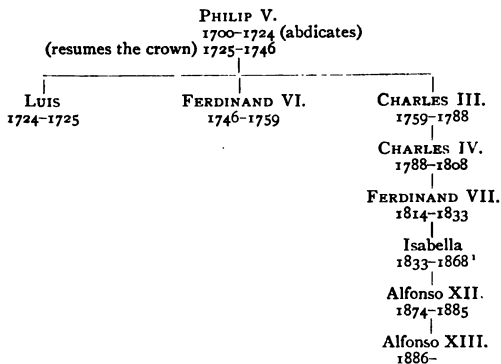 PHILIP V.
1700–1724 (abdicates)
(resumes the crown) 1725–1746
LUIS FERDINAND VI. CHARLES III.
1724–1725 1746–1759 1759–1788
CHARLES IV.
1788–1808
FERDINAND VII.
1814–1833
Isabella
1833–1868¹
Alfonso XII.
1874–1885
Alfonso XIII.
1886–